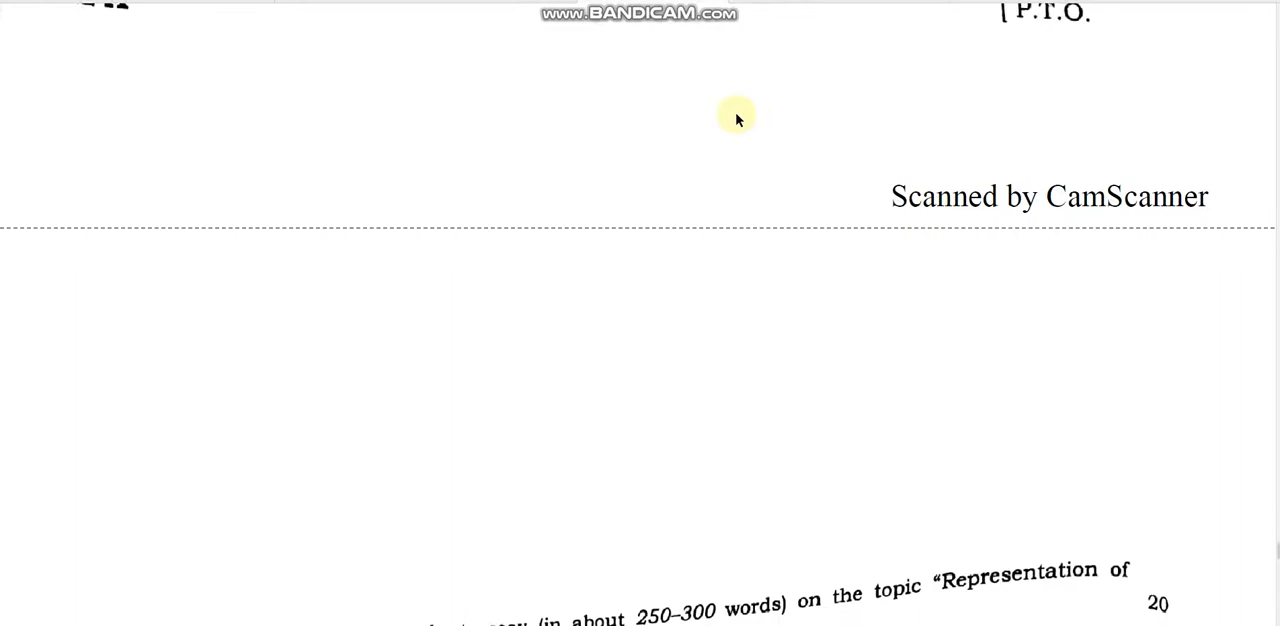 www.BANDICAM.com
[ P.T.O.
Scanned by CamScanner
(in about 250–300 words) on the topic “Representation of
20